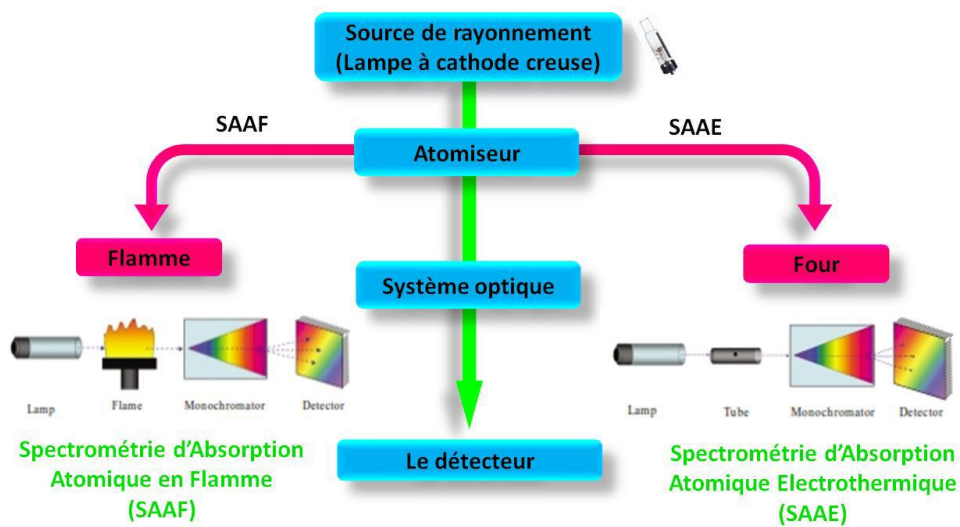 Source de rayonnement
(Lampe à cathode creuse)
SAAF
SAAE
Atomiseur
Flamme
Four
Système optique
Lamp
Flame
Monochromator
Detector
Lamp
Tube
Monochromator
Detector
Spectrométrie d'Absorption
Atomique en Flamme
(SAAF)
Le détecteur
Spectrométrie d'Absorption
Atomique Electrothermique
(SAAE)